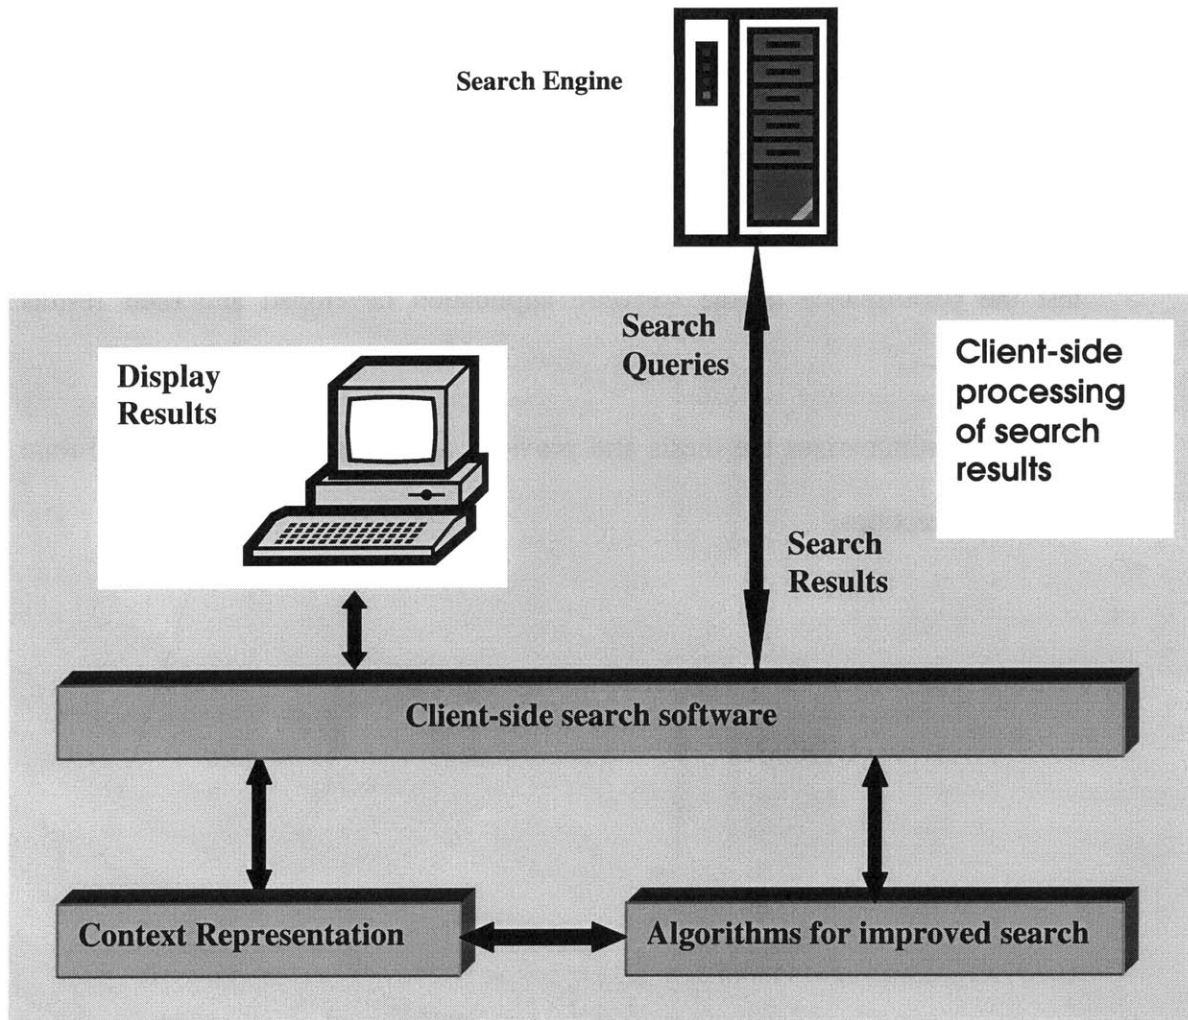 Search Engine
Search
Queries
Client-side
processing
of search
results
Display
Results
Search
Results
Client-side search software
Context Representation
Algorithms for improved search